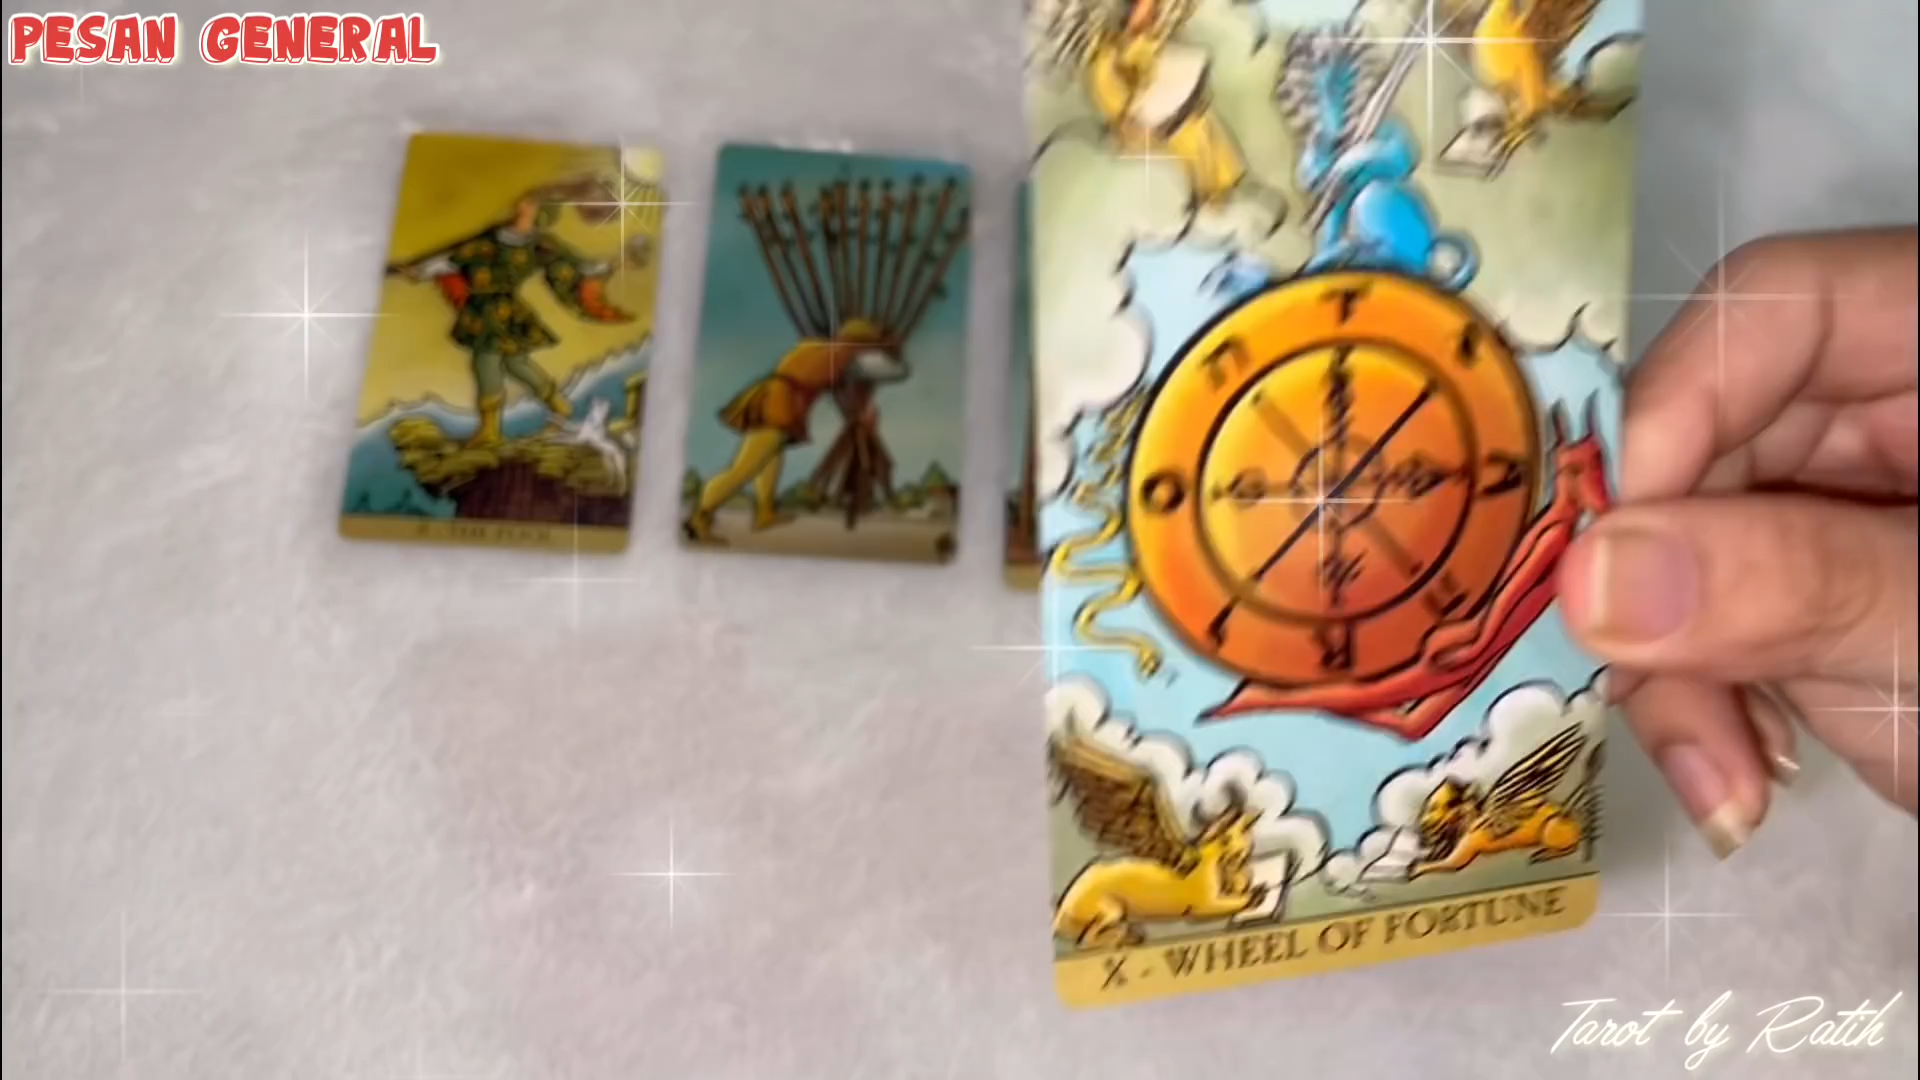 PESAN GENERAL
X - WHEEL OF FORTUNE
Tarot by Ratih